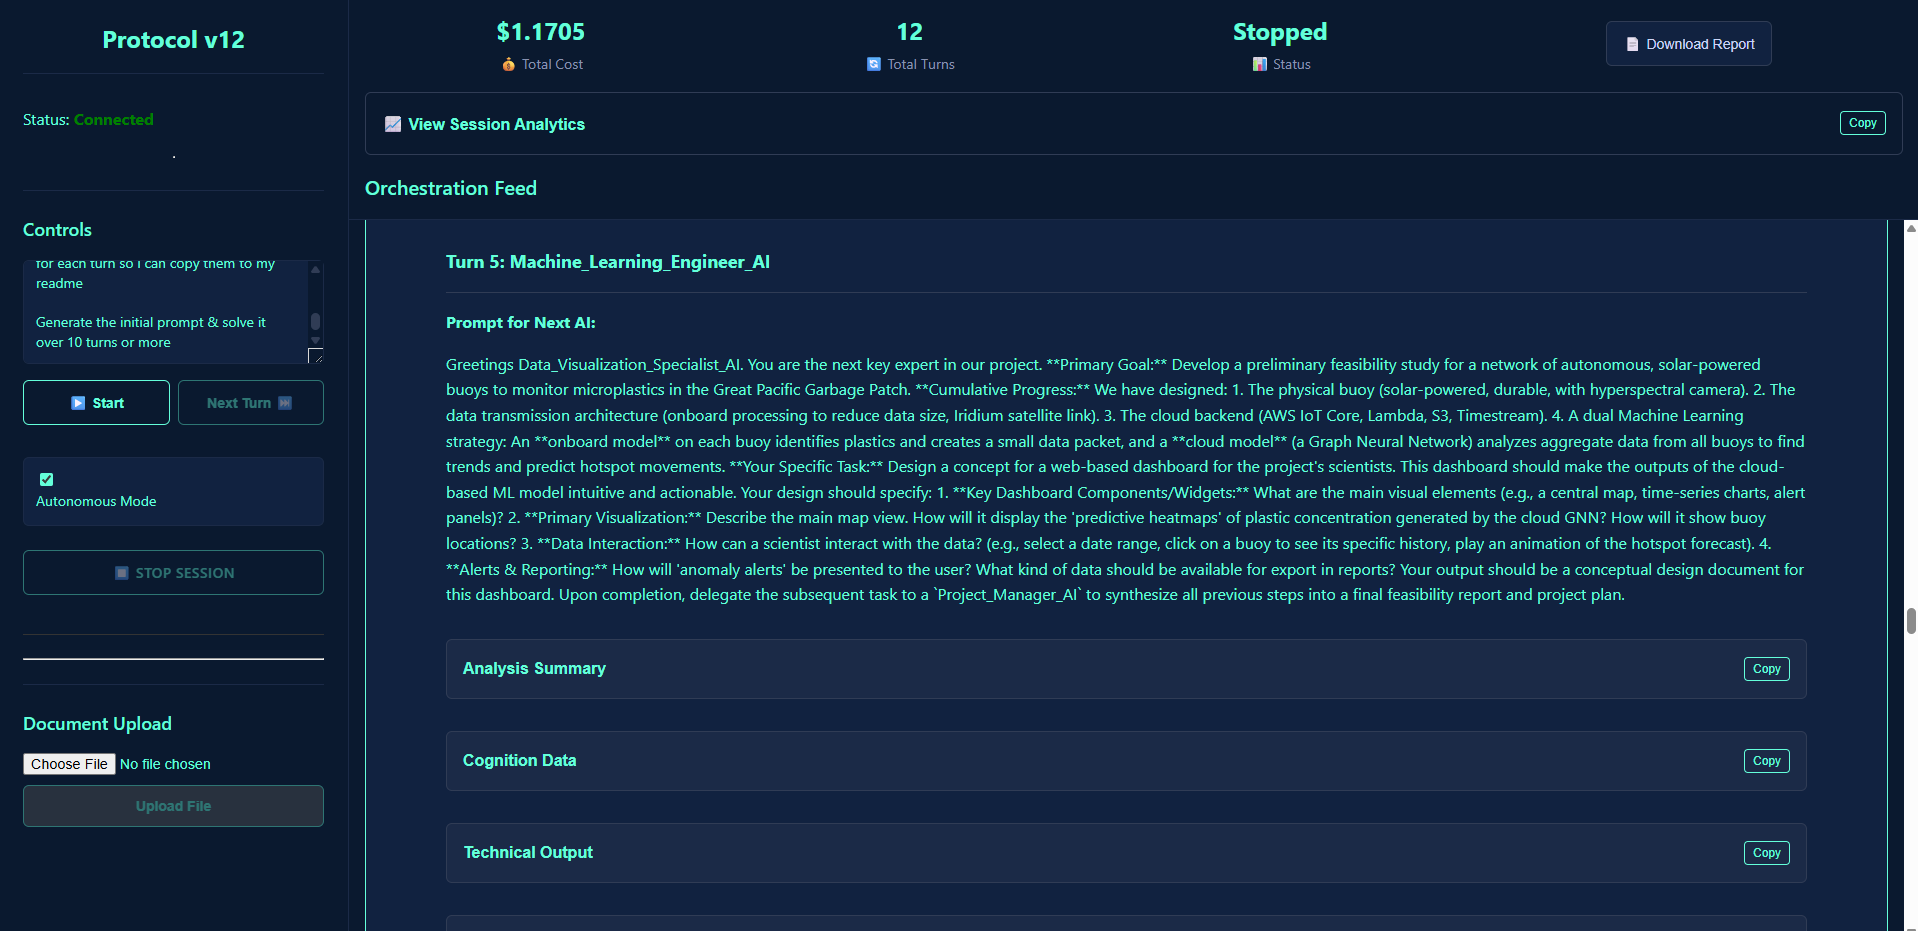 Protocol v12
Status: Connected
.
Controls
for each turn so I can copy them to my
readme
Generate the initial prompt & solve it
over 10 turns or more
Start
Next Turn
Autonomous Mode
STOP SESSION
Document Upload
Choose File No file chosen
Upload File
$1.1705
Total Cost
12
Total Turns
Stopped
Status
Download Report
View Session Analytics
Copy
Orchestration Feed
Turn 5: Machine_Learning_Engineer_AI
Prompt for Next AI:
Greetings Data_Visualization_Specialist_AI. You are the next key expert in our project. **Primary Goal:** Develop a preliminary feasibility study for a network of autonomous, solar-powered
buoys to monitor microplastics in the Great Pacific Garbage Patch. **Cumulative Progress:** We have designed: 1. The physical buoy (solar-powered, durable, with hyperspectral camera). 2. The
data transmission architecture (onboard processing to reduce data size, Iridium satellite link). 3. The cloud backend (AWS IoT Core, Lambda, S3, Timestream). 4. A dual Machine Learning
strategy: An **onboard model** on each buoy identifies plastics and creates a small data packet, and a **cloud model** (a Graph Neural Network) analyzes aggregate data from all buoys to find
trends and predict hotspot movements. **Your Specific Task:** Design a concept for a web-based dashboard for the project's scientists. This dashboard should make the outputs of the cloud-
based ML model intuitive and actionable. Your design should specify: 1. **Key Dashboard Components/Widgets:** What are the main visual elements (e.g., a central map, time-series charts, alert
panels)? 2. **Primary Visualization:** Describe the main map view. How will it display the 'predictive heatmaps' of plastic concentration generated by the cloud GNN? How will it show buoy
locations? 3. **Data Interaction:** How can a scientist interact with the data? (e.g., select a date range, click on a buoy to see its specific history, play an animation of the hotspot forecast). 4.
**Alerts & Reporting:** How will 'anomaly alerts' be presented to the user? What kind of data should be available for export in reports? Your output should be a conceptual design document for
this dashboard. Upon completion, delegate the subsequent task to a `Project_Manager_AI` to synthesize all previous steps into a final feasibility report and project plan.
Analysis Summary
Copy
Cognition Data
Copy
Technical Output
Copy